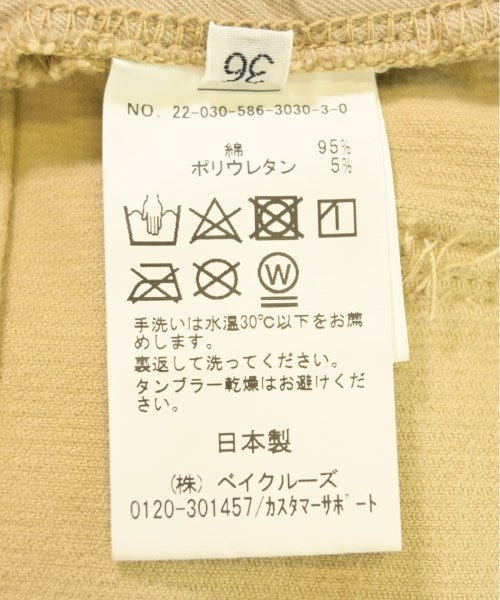 36
NO. 22-030-586-3030-3-0
綿 95%
ポリウレタン 5%
W
手洗いは水温30℃以下をお薦
めします。
裏返して洗ってください。
タンブラー乾燥はお避けくだ
さい。
日本製
(株) ベイクルーズ
0120-301457/カスタマーサポート